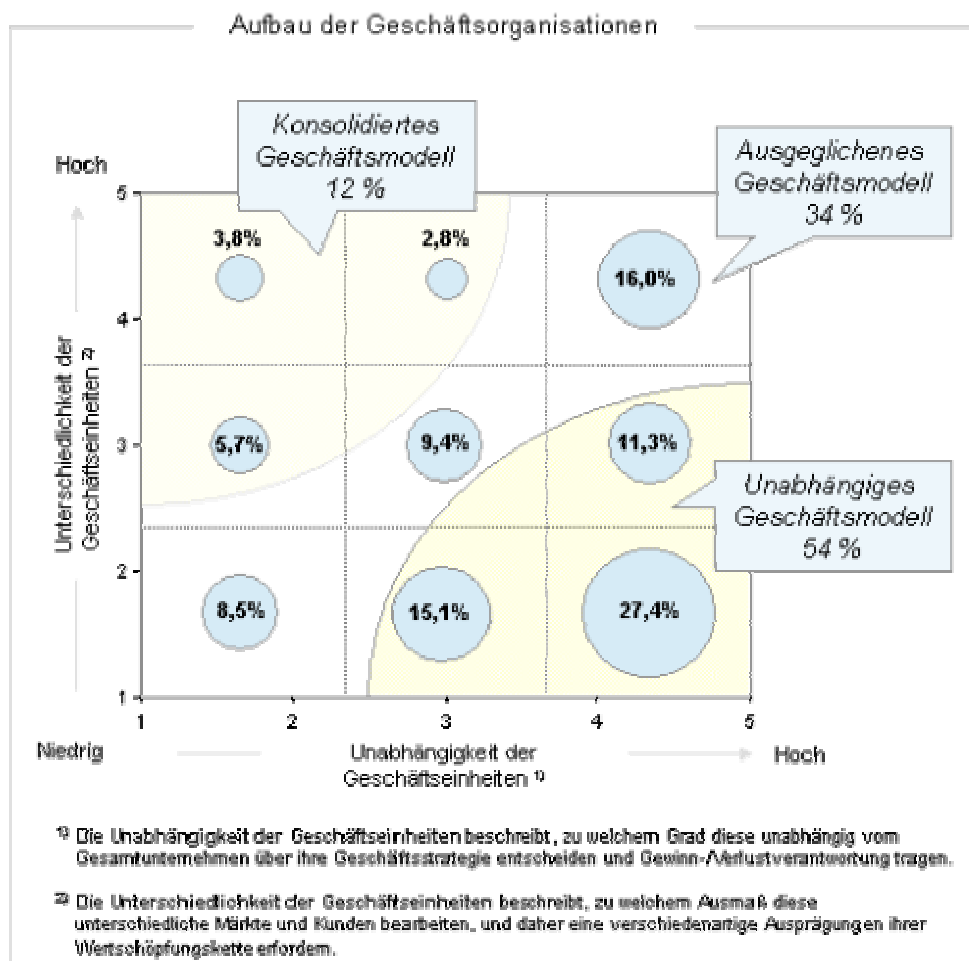 Aufbau der Geschäftsorganisationen
Konsolidiertes
Geschäftsmodell
12 %
Ausgeglichenes
Geschäftsmodell
34 %
Hoch
5
3,8%
2,8%
16,0%
4
Unterschiedlichkeit der
Geschäftseinheiten 2)
3
5,7%
9,4%
11,3%
Unabhängiges
Geschäftsmodell
54 %
2
8,5%
15,1%
27,4%
1
1
2
3
4
5
Niedrig
Unabhängigkeit der
Geschäftseinheiten 1)
Hoch
1) Die Unabhängigkeit der Geschäftseinheiten beschreibt, zu welchem Grad diese unabhängig vom
Gesamtunternehmen über ihre Geschäftsstrategie entscheiden und Gewinn-/Verlustverantwortung tragen.
2) Die Unterschiedlichkeit der Geschäftseinheiten beschreibt, zu welchem Ausmaß diese
unterschiedliche Märkte und Kunden bearbeiten, und daher eine verschiedenartige Ausprägungen ihrer
Wertschöpfungskette erfordern.